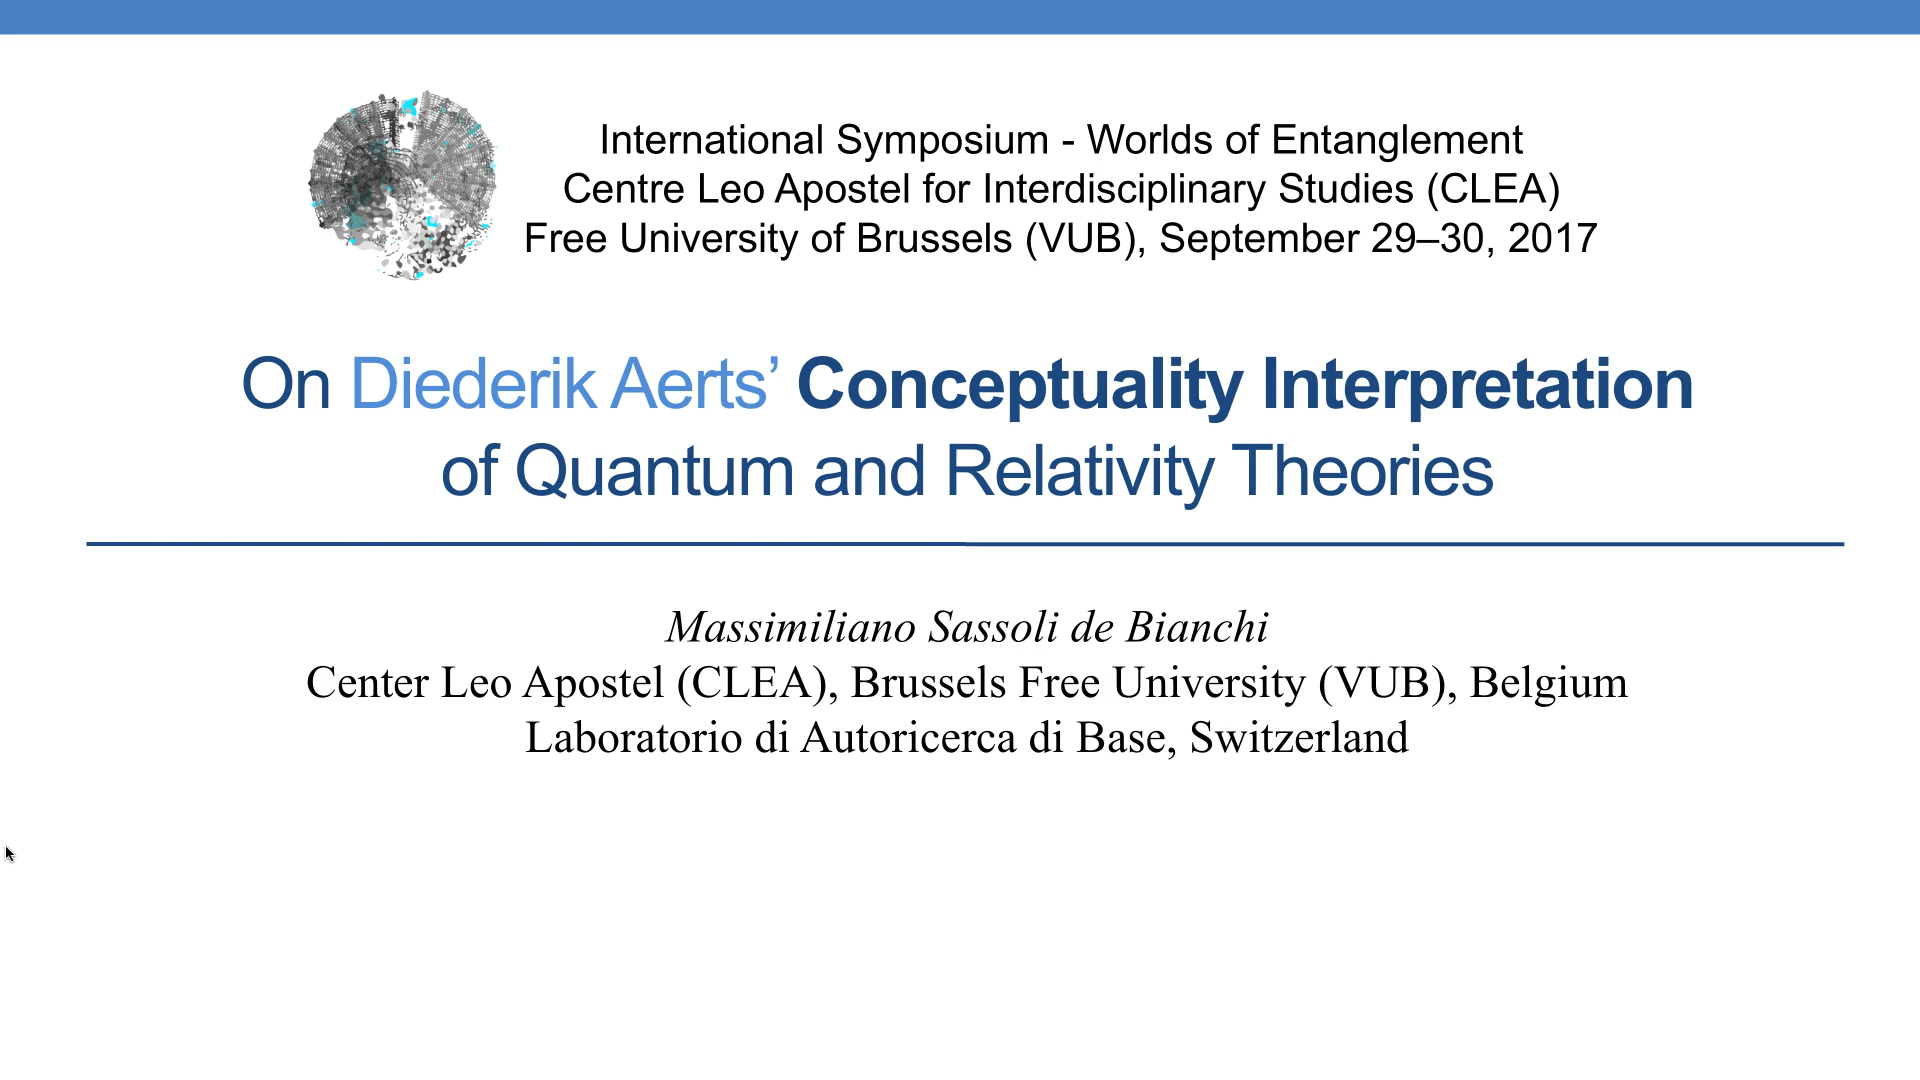 International Symposium - Worlds of Entanglement
Centre Leo Apostel for Interdisciplinary Studies (CLEA)
Free University of Brussels (VUB), September 29–30, 2017
On Diederik Aerts’ Conceptuality Interpretation
of Quantum and Relativity Theories
Massimiliano Sassoli de Bianchi
Center Leo Apostel (CLEA), Brussels Free University (VUB), Belgium
Laboratorio di Autoricerca di Base, Switzerland